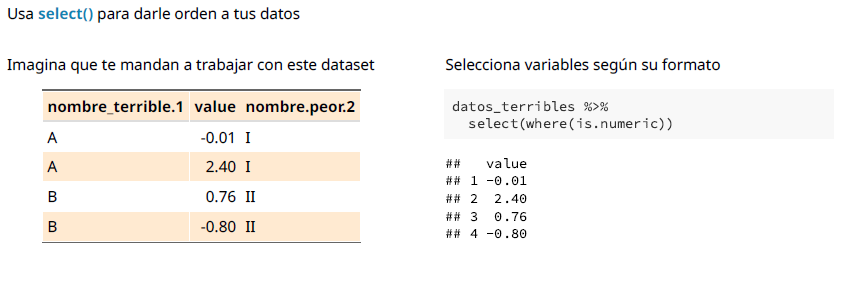 Usa select() para darle orden a tus datos
Imagina que te mandan a trabajar con este dataset
nombre_terrible.1 value nombre.peor.2
A -0.01 I
A 2.40 I
B 0.76 II
B -0.80 II
Selecciona variables según su formato
datos_terribles %>%
  select(where(is.numeric))
##   value
## 1 -0.01
## 2  2.40
## 3  0.76
## 4 -0.80